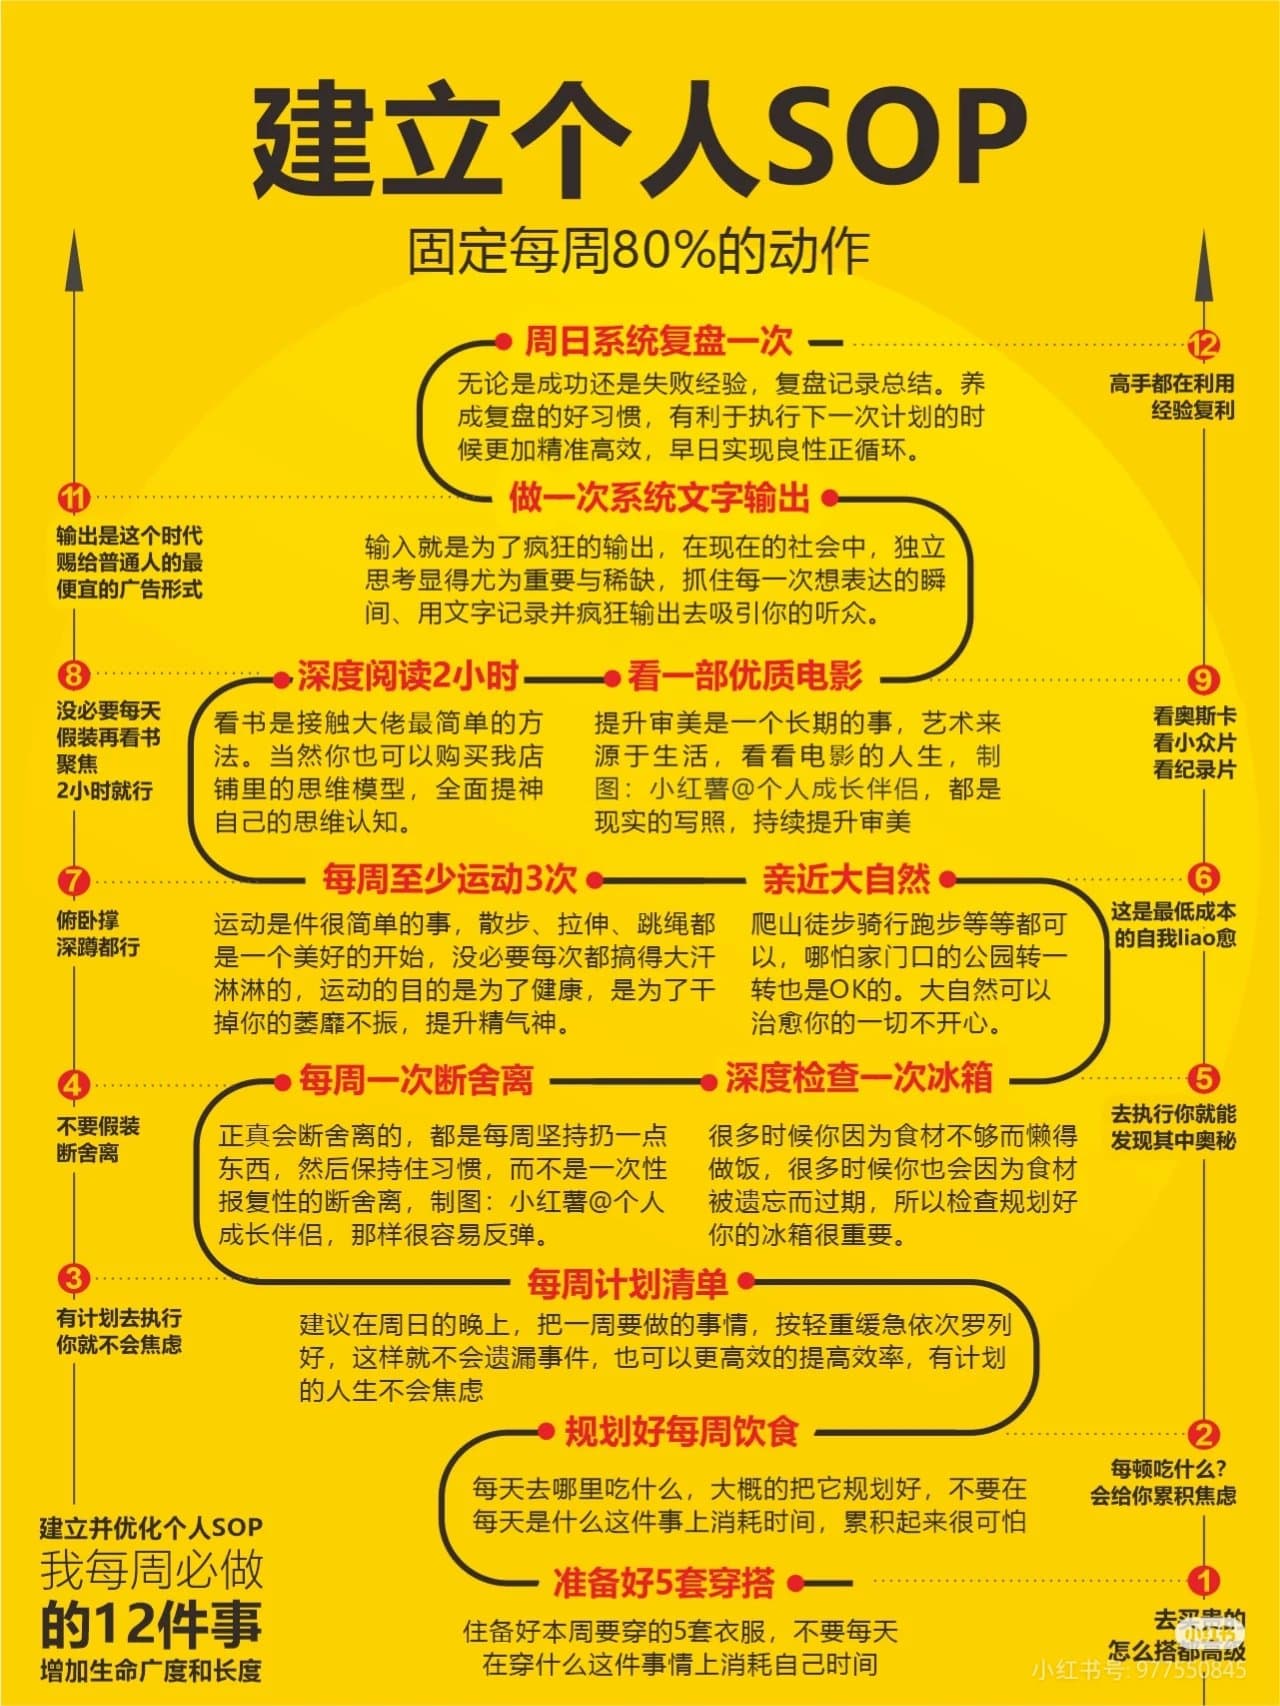 建立个人SOP
固定每周80%的动作
周日系统复盘一次
12
无论是成功还是失败经验，复盘记录总结。养
成复盘的好习惯，有利于执行下一次计划的时
候更加精准高效，早日实现良性正循环。
高手都在利用
经验复利
11
做一次系统文字输出
输出是这个时代
赐给普通人的最
便宜的广告形式
输入就是为了疯狂的输出，在现在的社会中，独立
思考显得尤为重要与稀缺，抓住每一次想表达的瞬
间、用文字记录并疯狂输出去吸引你的听众。
8
深度阅读2小时
没必要每天
假装再看书
聚焦
2小时就行
看书是接触大佬最简单的方
法。当然你也可以购买我店
铺里的思维模型，全面提神
自己的思维认知。
看一部优质电影
9
提升审美是一个长期的事，艺术来
源于生活，看看电影的人生，制
图：小红薯@个人成长伴侣，都是
现实的写照，持续提升审美
看奥斯卡
看小众片
看纪录片
7
每周至少运动3次
俯卧撑
深蹲都行
运动是件很简单的事，散步、拉伸、跳绳都
是一个美好的开始，没必要每次都搞得大汗
淋淋的，运动的目的是为了健康，是为了干
掉你的萎靡不振，提升精气神。
亲近大自然
6
爬山徒步骑行跑步等等都可
以，哪怕家门口的公园转一
转也是OK的。大自然可以
治愈你的一切不开心。
这是最低成本
的自我liao愈
4
每周一次断舍离
不要假装
断舍离
正真会断舍离的，都是每周坚持扔一点
东西，然后保持住习惯，而不是一次性
报复性的断舍离，制图：小红薯@个人
成长伴侣，那样很容易反弹。
深度检查一次冰箱
5
很多时候你因为食材不够而懒得
做饭，很多时候你也会因为食材
被遗忘而过期，所以检查规划好
你的冰箱很重要。
去执行你就能
发现其中奥秘
3
每周计划清单
有计划去执行
你就不会焦虑
建议在周日的晚上，把一周要做的事情，按轻重缓急依次罗列
好，这样就不会遗漏事件，也可以更高效的提高效率，有计划
的人生不会焦虑
规划好每周饮食
2
每天去哪里吃什么，大概的把它规划好，不要在
每天是什么这件事上消耗时间，累积起来很可怕
每顿吃什么？
会给你累积焦虑
准备好5套穿搭
1
住备好本周要穿的5套衣服，不要每天
在穿什么这件事情上消耗自己时间
去买贵的
怎么搭都高级
建立并优化个人SOP
我每周必做
的12件事
增加生命广度和长度
小红书
小红书号: 977550845